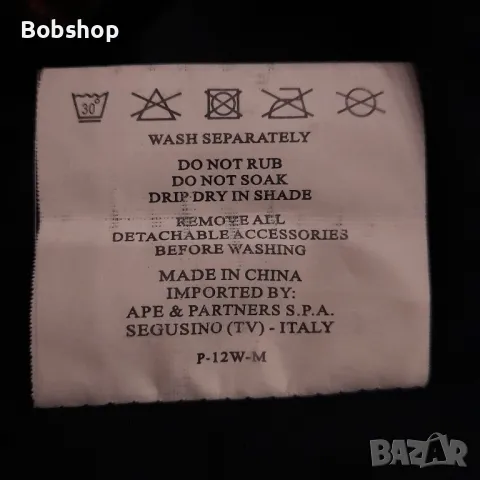 Bobshop
30°
WASH SEPARATELY
DO NOT RUB
DO NOT SOAK
DRIP DRY IN SHADE
REMOVE ALL
DETACHABLE ACCESSORIES
BEFORE WASHING
MADE IN CHINA
IMPORTED BY:
APE & PARTNERS S.P.A.
SEGUSINO (TV) - ITALY
P-12W-M
BAZAR